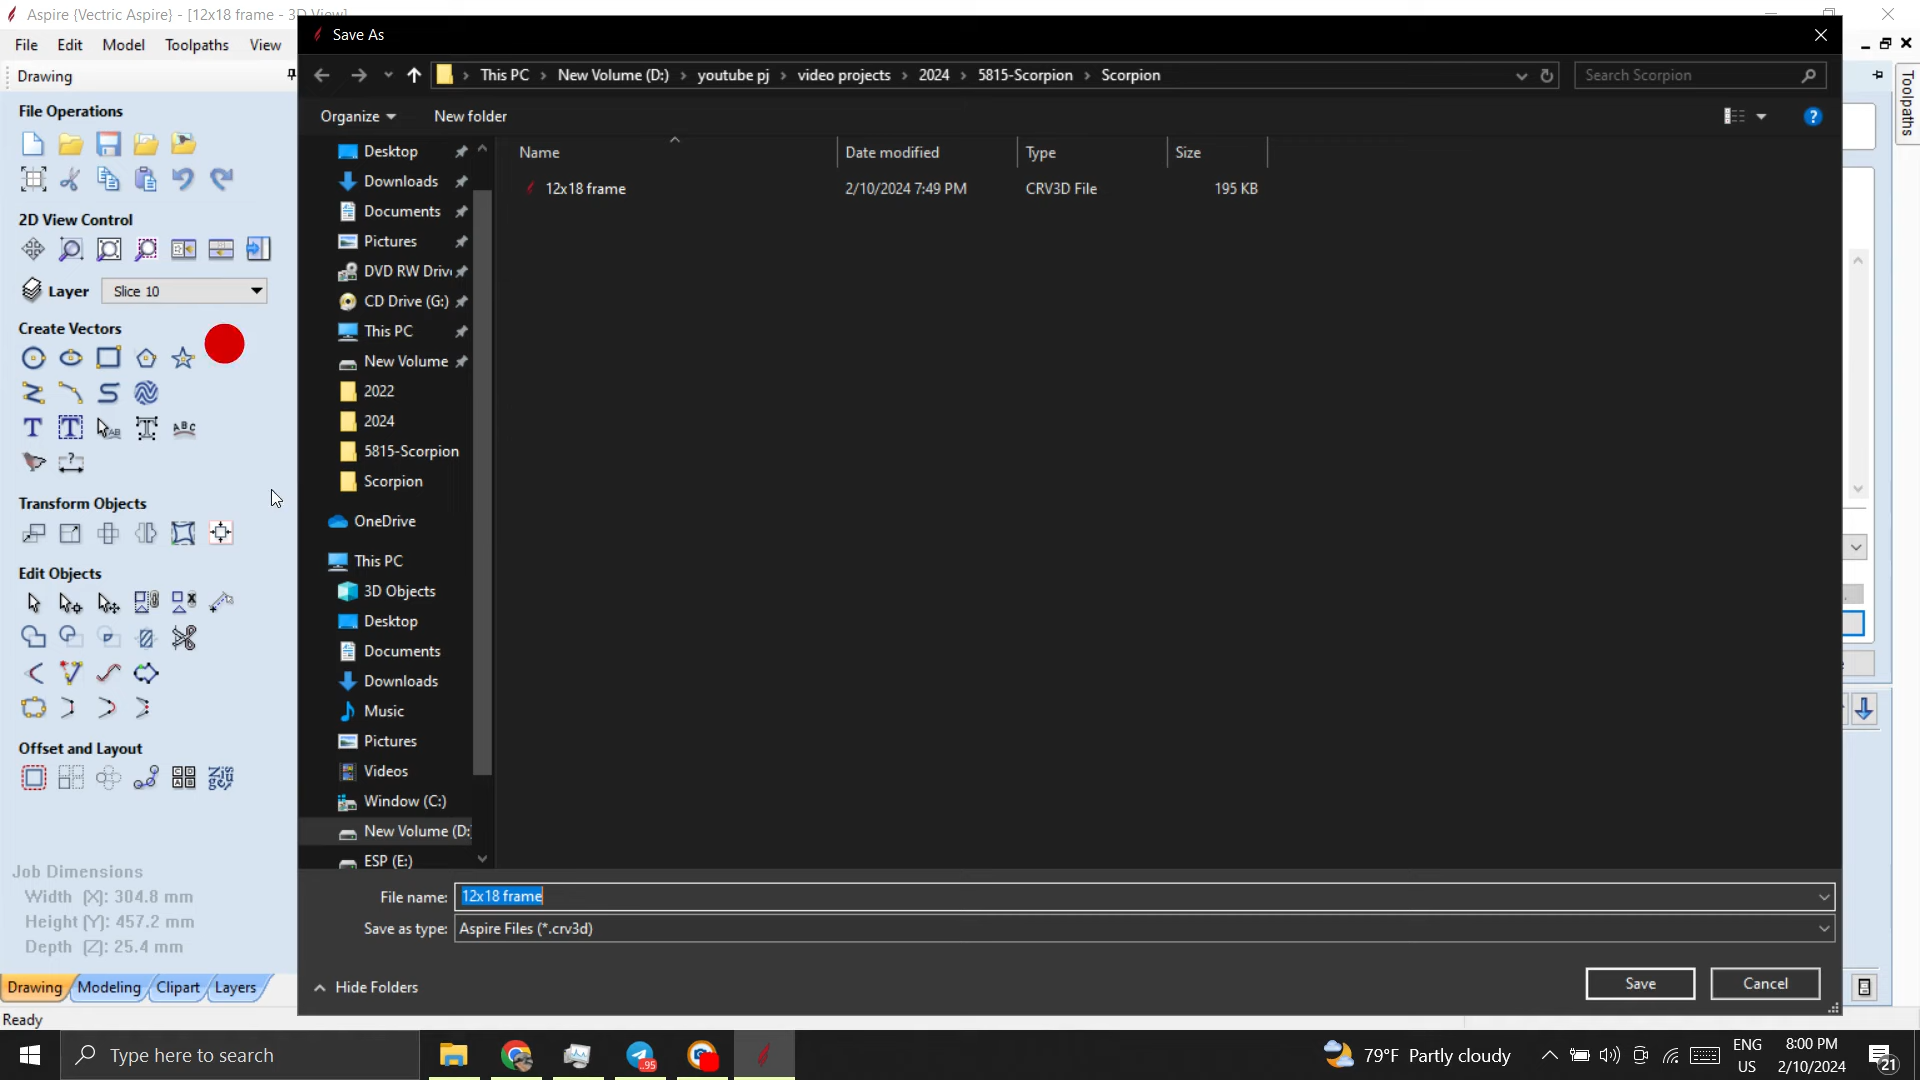 Aspire {Vectric Aspire} - [12x18 frame - 3D View]
File Edit Model Toolpaths View
Drawing
File Operations
2D View Control
Layer Slice 10
Create Vectors
Transform Objects
Edit Objects
Offset and Layout
Job Dimensions
Width (X): 304.8 mm
Height (Y): 457.2 mm
Depth (Z): 25.4 mm
Drawing Modeling Clipart Layers
Ready
Save As
This PC New Volume (D:) youtube pj video projects 2024 5815-Scorpion Scorpion
Search Scorpion
Organize New folder
Desktop
Downloads
Documents
Pictures
DVD RW Driv
CD Drive (G:)
This PC
New Volume
2022
2024
5815-Scorpion
Scorpion
OneDrive
This PC
3D Objects
Desktop
Documents
Downloads
Music
Pictures
Videos
Window (C:)
New Volume (D:
ESP (E:)
Name Date modified Type Size
12x18 frame 2/10/2024 7:49 PM CRV3D File 195 KB
File name: 12x18 frame
Save as type: Aspire Files (*.crv3d)
Hide Folders
Save Cancel
Toolpaths
Type here to search
95
79°F Partly cloudy
ENG
US
8:00 PM
2/10/2024
21